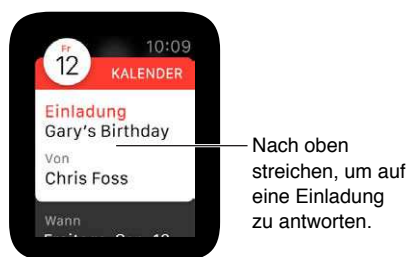 Fr
12
10:09
KALENDER
Einladung
Gary's Birthday
Von
Chris Foss
Wann
Nach oben
streichen, um auf
eine Einladung
zu antworten.